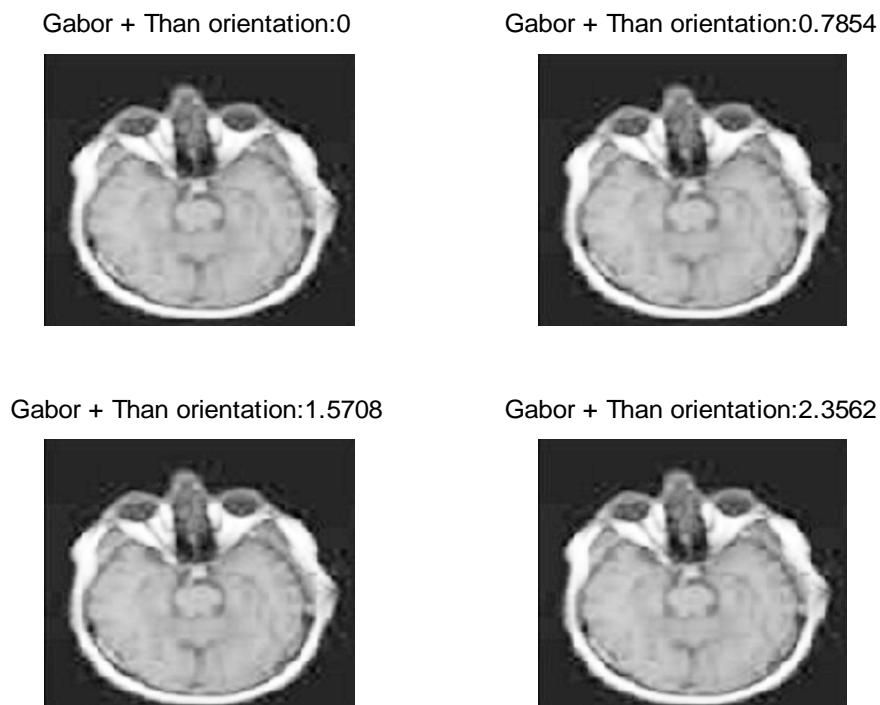 Gabor + Than orientation:0
Gabor + Than orientation:0.7854
Gabor + Than orientation:1.5708
Gabor + Than orientation:2.3562